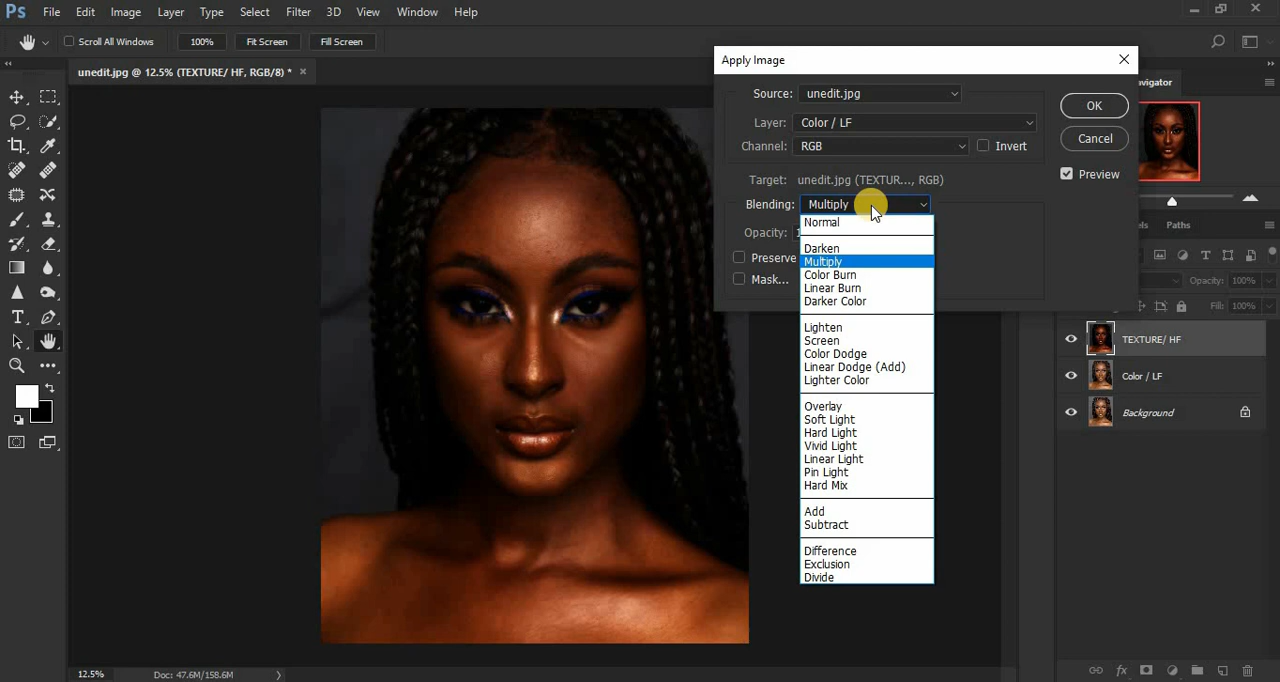 Ps File Edit Image Layer Type Select Filter 3D View Window Help
Scroll All Windows 100% Fit Screen Fill Screen
unedit.jpg @ 12.5% (TEXTURE/ HF, RGB/8) * ×
Apply Image
Source: unedit.jpg
Layer: Color / LF
Channel: RGB Invert
Target: unedit.jpg (TEXTUR..., RGB)
Blending: Multiply
Opacity:
Preserve
Mask...
OK
Cancel
Preview
Normal
Darken
Multiply
Color Burn
Linear Burn
Darker Color
Lighten
Screen
Color Dodge
Linear Dodge (Add)
Lighter Color
Overlay
Soft Light
Hard Light
Vivid Light
Linear Light
Pin Light
Hard Mix
Add
Subtract
Difference
Exclusion
Divide
avigator
els Paths
Opacity: 100%
Fill: 100%
TEXTURE/ HF
Color / LF
Background
12.5% Doc: 47.6M/158.6M